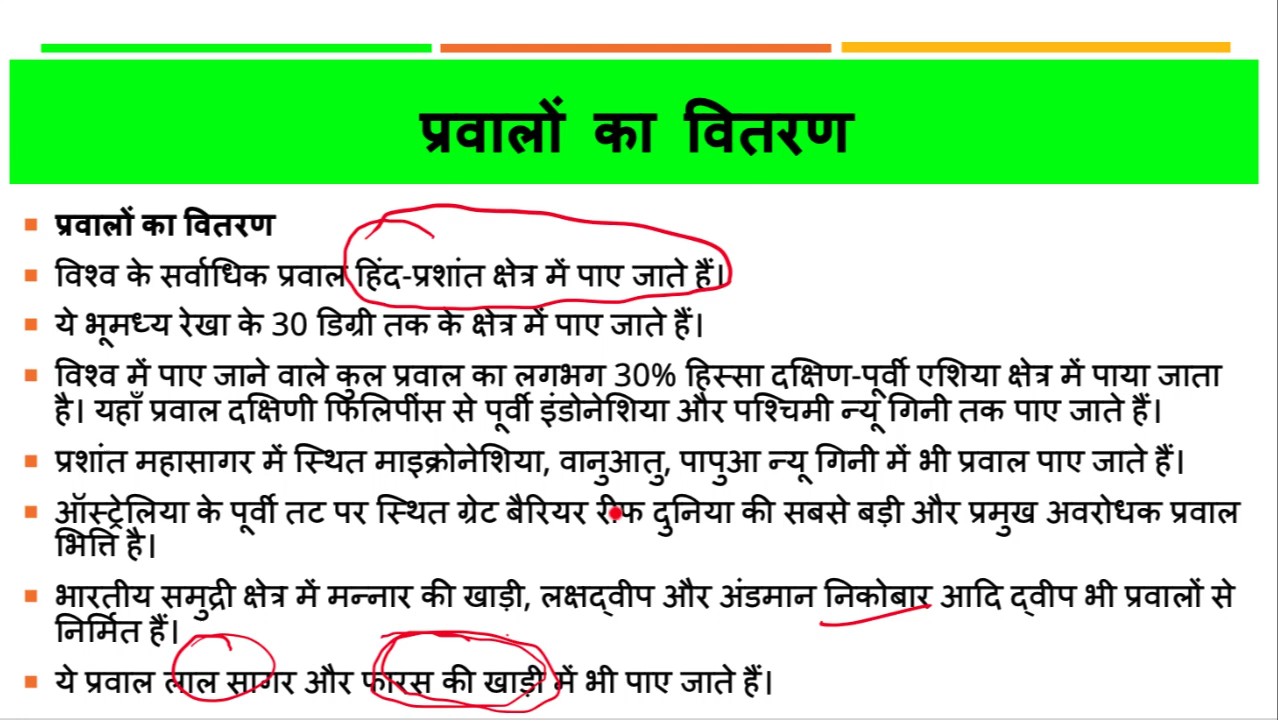 प्रवालों का वितरण
प्रवालों का वितरण
विश्व के सर्वाधिक प्रवाल हिंद-प्रशांत क्षेत्र में पाए जाते हैं।
ये भूमध्य रेखा के 30 डिग्री तक के क्षेत्र में पाए जाते हैं।
विश्व में पाए जाने वाले कुल प्रवाल का लगभग 30% हिस्सा दक्षिण-पूर्वी एशिया क्षेत्र में पाया जाता
है। यहाँ प्रवाल दक्षिणी फिलिपींस से पूर्वी इंडोनेशिया और पश्चिमी न्यू गिनी तक पाए जाते हैं।
प्रशांत महासागर में स्थित माइक्रोनेशिया, वानुआतु, पापुआ न्यू गिनी में भी प्रवाल पाए जाते हैं।
ऑस्ट्रेलिया के पूर्वी तट पर स्थित ग्रेट बैरियर रीफ दुनिया की सबसे बड़ी और प्रमुख अवरोधक प्रवाल
भित्ति है।
भारतीय समुद्री क्षेत्र में मन्नार की खाड़ी, लक्षद्वीप और अंडमान निकोबार आदि द्वीप भी प्रवालों से
निर्मित हैं।
ये प्रवाल लाल सागर और फारस की खाड़ी में भी पाए जाते हैं।